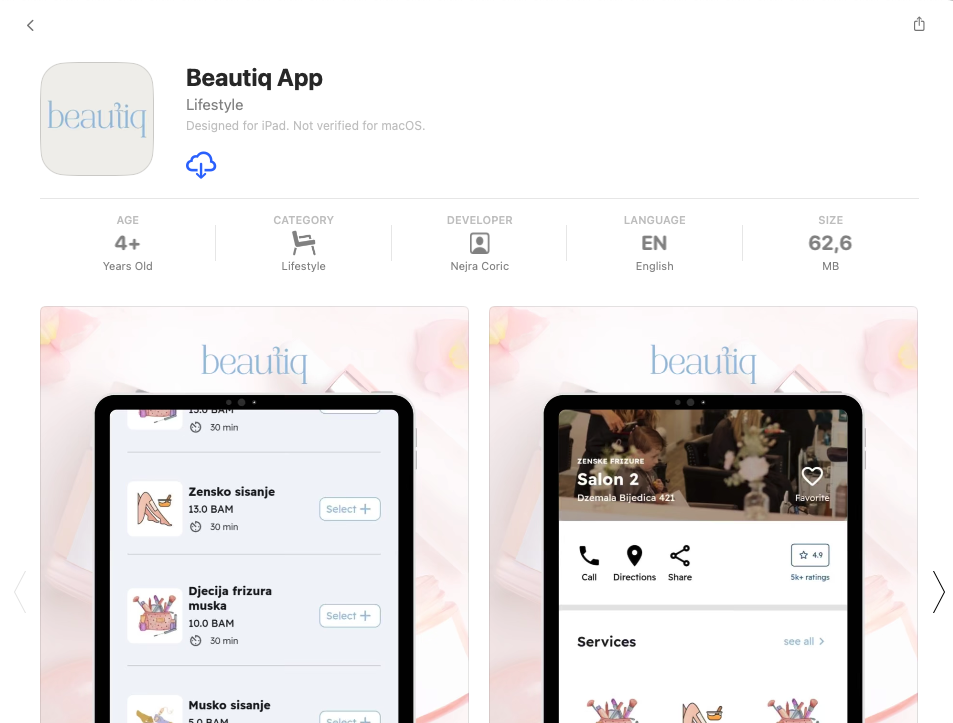 beautiq
Beautiq App
Lifestyle
Designed for iPad. Not verified for macOS.
AGE
4+
Years Old
CATEGORY
Lifestyle
DEVELOPER
Nejra Coric
LANGUAGE
EN
English
SIZE
62,6
MB
beautiq
13.0 BAM
30 min
Zensko sisanje
13.0 BAM
30 min
Select +
Djecija frizura
muska
10.0 BAM
30 min
Select +
Musko sisanje
5.0 BAM
Select +
beautiq
ZENSKE FRIZURE
Salon 2
Dzemala Bijedica 421
Favorite
Call
Directions
Share
4.9
5k+ ratings
Services
see all >